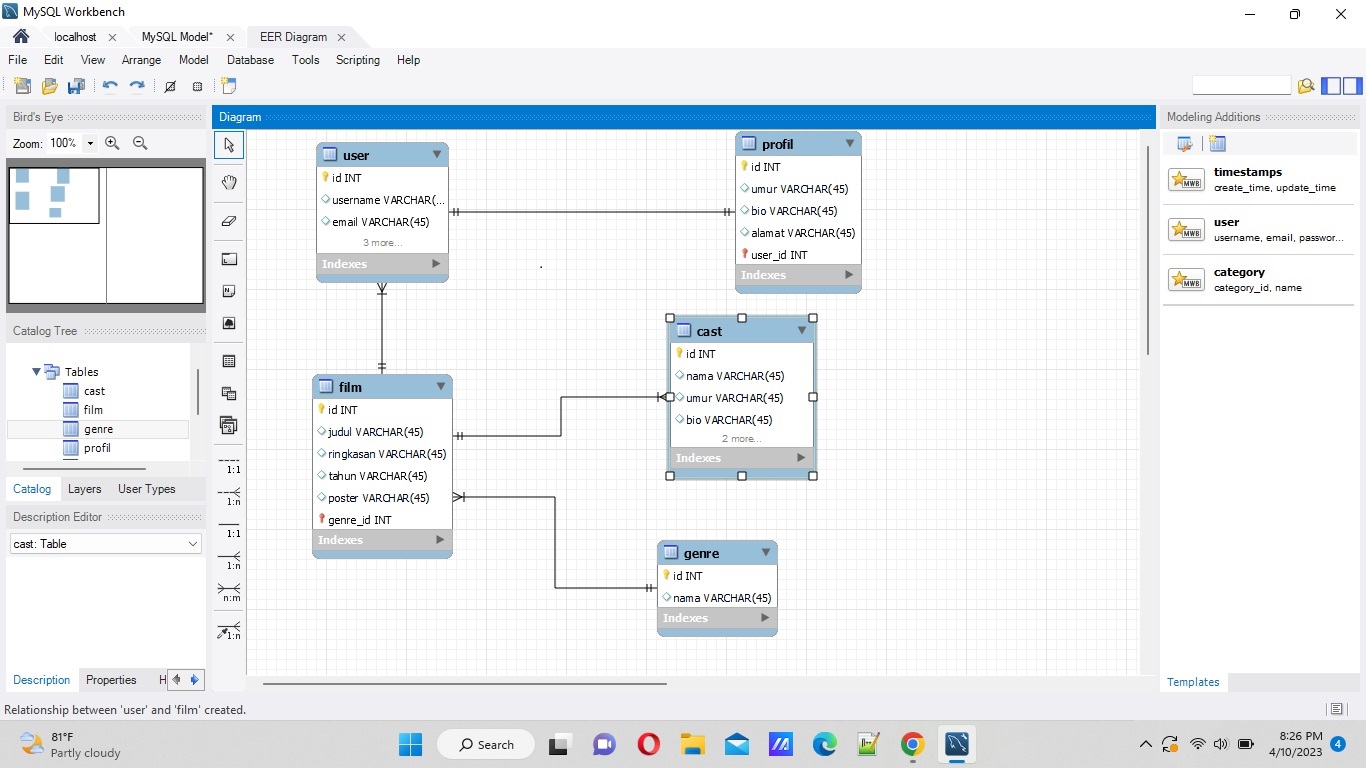 MySQL Workbench
localhost
MySQL Model*
EER Diagram
File Edit View Arrange Model Database Tools Scripting Help
Bird's Eye
Zoom: 100%
Catalog Tree
Tables
cast
film
genre
profil
Catalog Layers User Types
Description Editor
cast: Table
Description Properties H
Diagram
1:1
1:n
1:1
1:n
n:m
1:n
user
id INT
username VARCHAR(...
email VARCHAR(45)
3 more...
Indexes
profil
id INT
umur VARCHAR(45)
bio VARCHAR(45)
alamat VARCHAR(45)
user_id INT
Indexes
cast
id INT
nama VARCHAR(45)
umur VARCHAR(45)
bio VARCHAR(45)
2 more...
Indexes
film
id INT
judul VARCHAR(45)
ringkasan VARCHAR(45)
tahun VARCHAR(45)
poster VARCHAR(45)
genre_id INT
Indexes
genre
id INT
nama VARCHAR(45)
Indexes
Modeling Additions
MWB
timestamps
create_time, update_time
MWB
user
username, email, passwor...
MWB
category
category_id, name
Templates
Relationship between 'user' and 'film' created.
81°F
Partly cloudy
Search
8:26 PM
4/10/2023
4